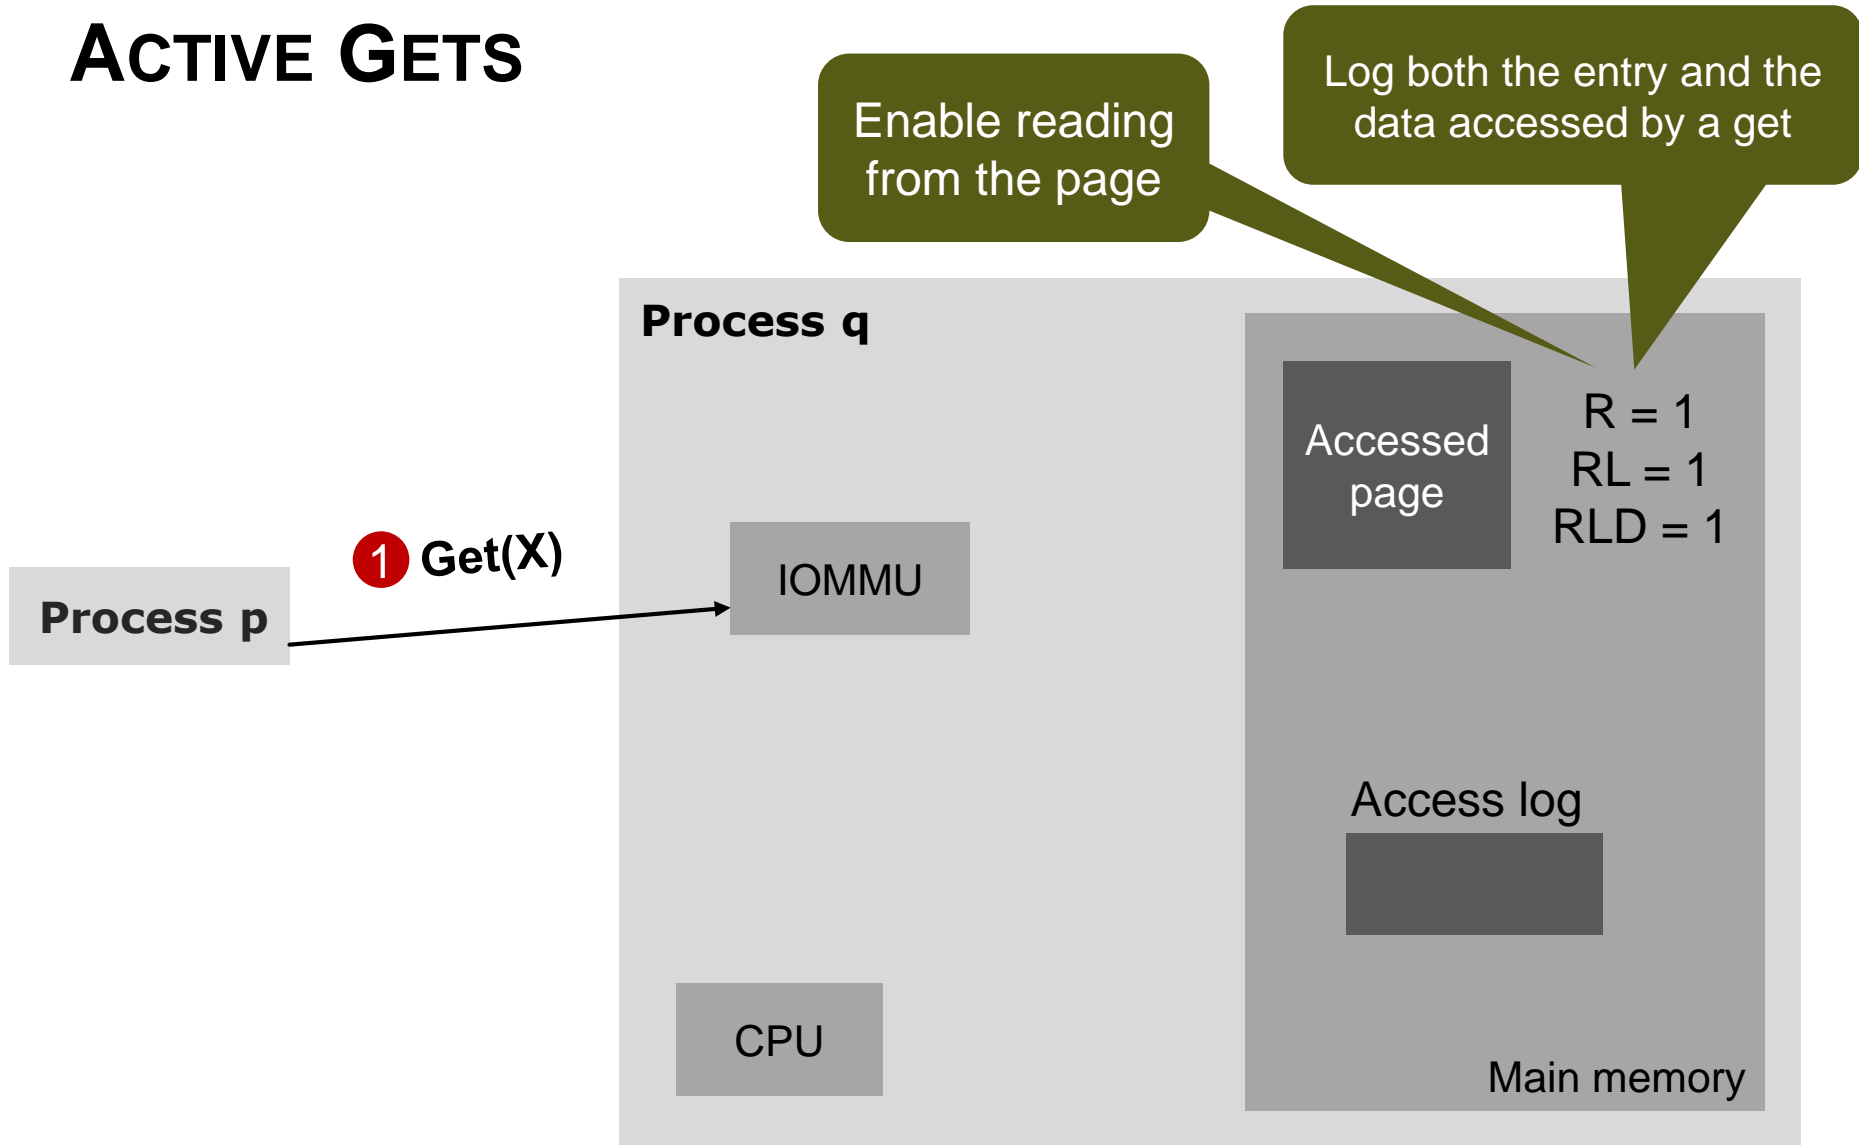 ACTIVE GETS
Enable reading
from the page
Log both the entry and the
data accessed by a get
Process q
Accessed
page
R = 1
RL = 1
RLD = 1
1 Get(X)
Process p
IOMMU
Access log
CPU
Main memory